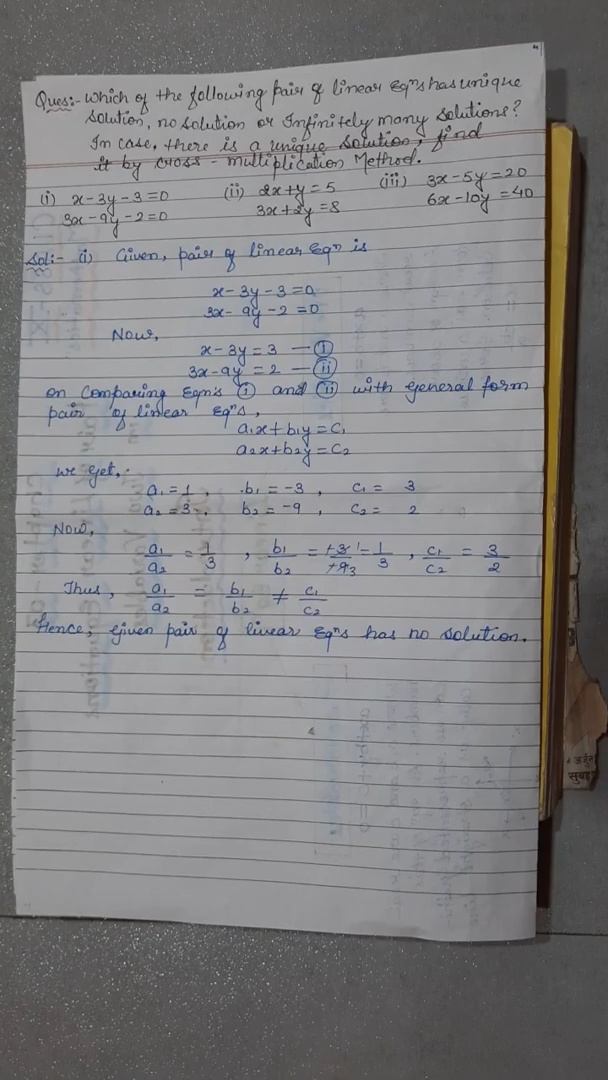 Ques:- Which of the following pair of linear Eqⁿs has unique
Solution, no solution or Infinitely many Solutions?
In case, there is a unique Solution, find
it by cross-multiplication Method.
(i) x-3y-3=0 (ii) 2x+y=5 (iii) 3x-5y=20
3x-9y-2=0 3x+2y=8 6x-10y=40
Sol:- (i) Given, pair of linear Eqⁿ is
x-3y-3=0
3x-9y-2=0
Now,
x-3y=3 — (i)
3x-9y=2 — (ii)
on Comparing Eqn's (i) and (ii) with general form
pair of linear Eqⁿs,
a₁x+b₁y=c₁
a₂x+b₂y=c₂
we get,
a₁=1, b₁=-3, c₁= 3
a₂=3, b₂=-9, c₂= 2
Now,
a₁/a₂ = 1/3, b₁/b₂ = +3/+9 = 1/3, c₁/c₂ = 3/2
Thus, a₁/a₂ = b₁/b₂ ≠ c₁/c₂
Hence, given pair of linear Eqⁿs has no solution.